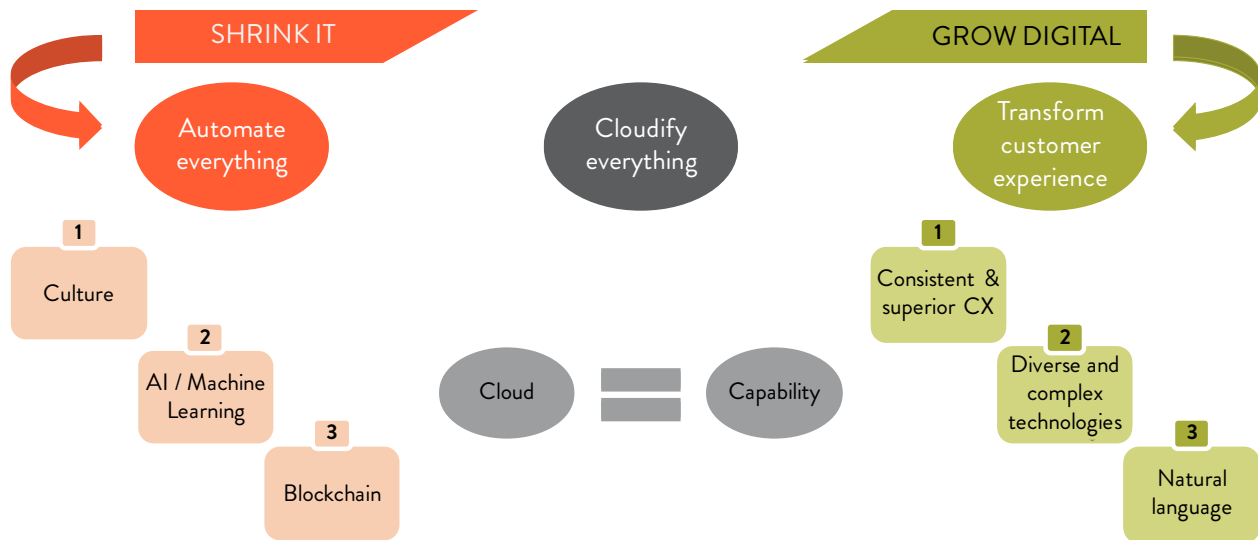 SHRINK IT
GROW DIGITAL
Automate
everything
Cloudify
everything
Transform
customer
experience
1
Culture
2
AI / Machine
Learning
3
Blockchain
Cloud
Capability
1
Consistent &
superior CX
2
Diverse and
complex
technologies
3
Natural
language